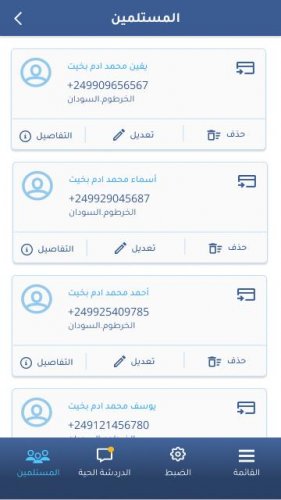 المستلمين
يقين محمد ادم بخيت
+249909656567
الخرطوم,السودان
حذف
تعديل
التفاصيل
أسماء محمد ادم بخيت
+249929045687
الخرطوم,السودان
حذف
تعديل
التفاصيل
أحمد محمد ادم بخيت
+249925409785
الخرطوم,السودان
حذف
تعديل
التفاصيل
يوسف محمد ادم بخيت
+249121456780
القائمة
الضبط
الدردشة الحية
المستلمين